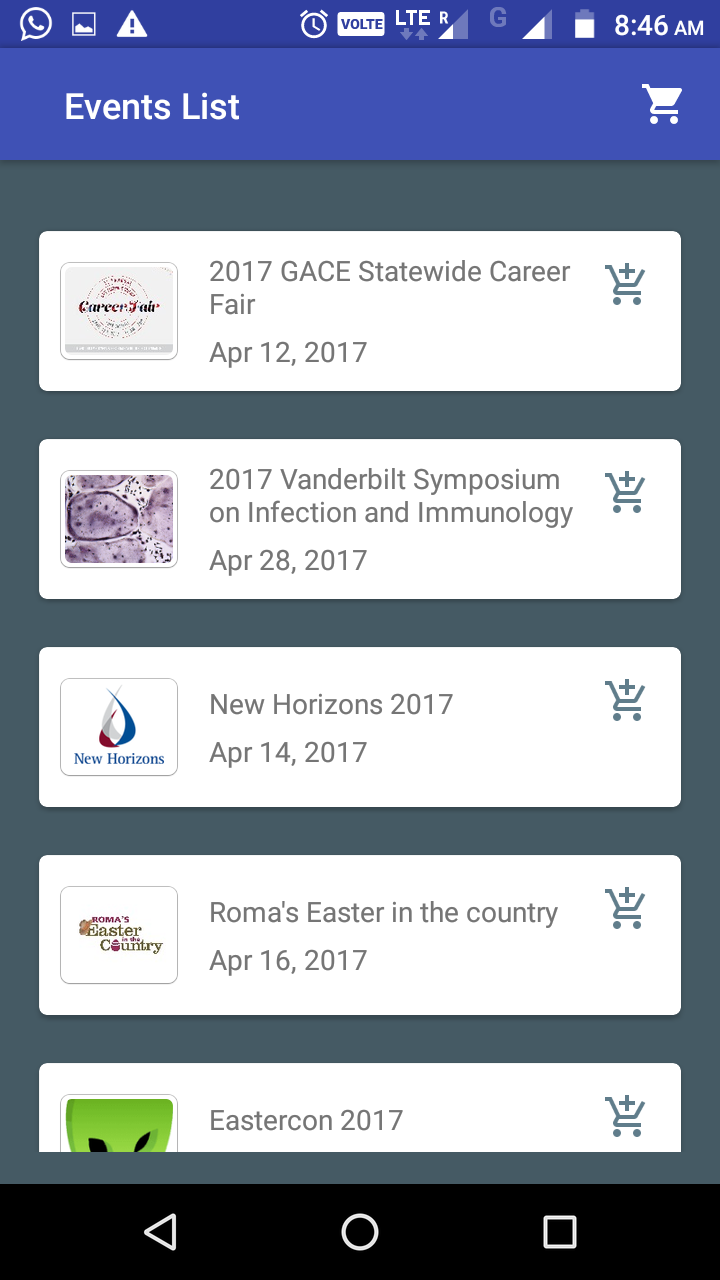 VOLTE LTE R G 8:46 AM
Events List
Career Fair
2017 GACE Statewide Career
Fair
Apr 12, 2017
2017 Vanderbilt Symposium
on Infection and Immunology
Apr 28, 2017
New Horizons
New Horizons 2017
Apr 14, 2017
ROMA'S
Easter
in the
Country
Roma's Easter in the country
Apr 16, 2017
Eastercon 2017